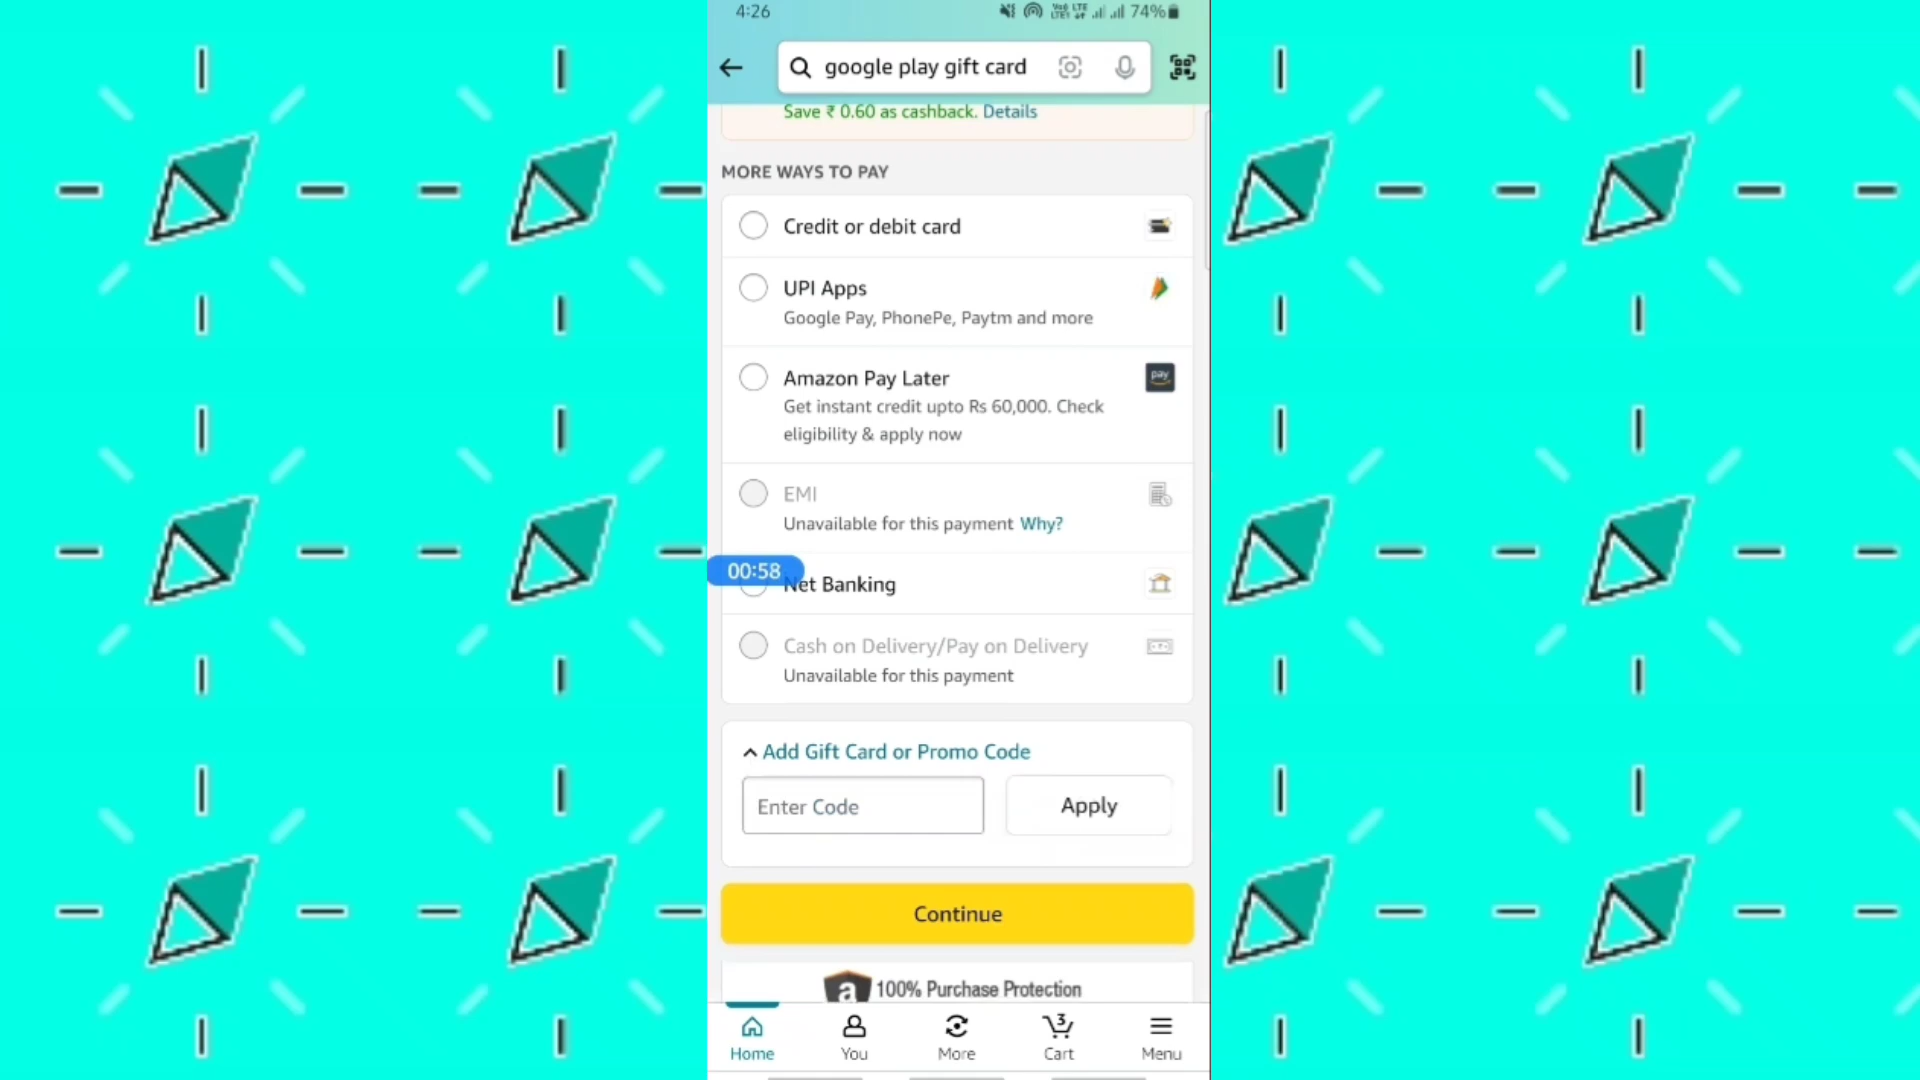 4:26
74%
google play gift card
Save ₹ 0.60 as cashback. Details
MORE WAYS TO PAY
Credit or debit card
UPI Apps
Google Pay, PhonePe, Paytm and more
Amazon Pay Later
pay
Get instant credit upto Rs 60,000. Check
eligibility & apply now
EMI
Unavailable for this payment Why?
00:58
Net Banking
Cash on Delivery/Pay on Delivery
Unavailable for this payment
Add Gift Card or Promo Code
Enter Code
Apply
Continue
a 100% Purchase Protection
3
Home
You
More
Cart
Menu